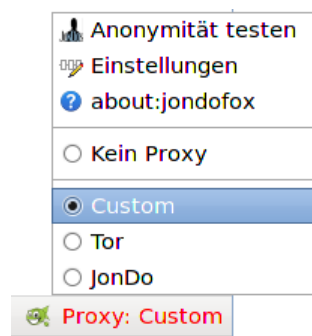 Anonymität testen
Einstellungen
about:jondofox
Kein Proxy
Custom
Tor
JonDo
Proxy: Custom